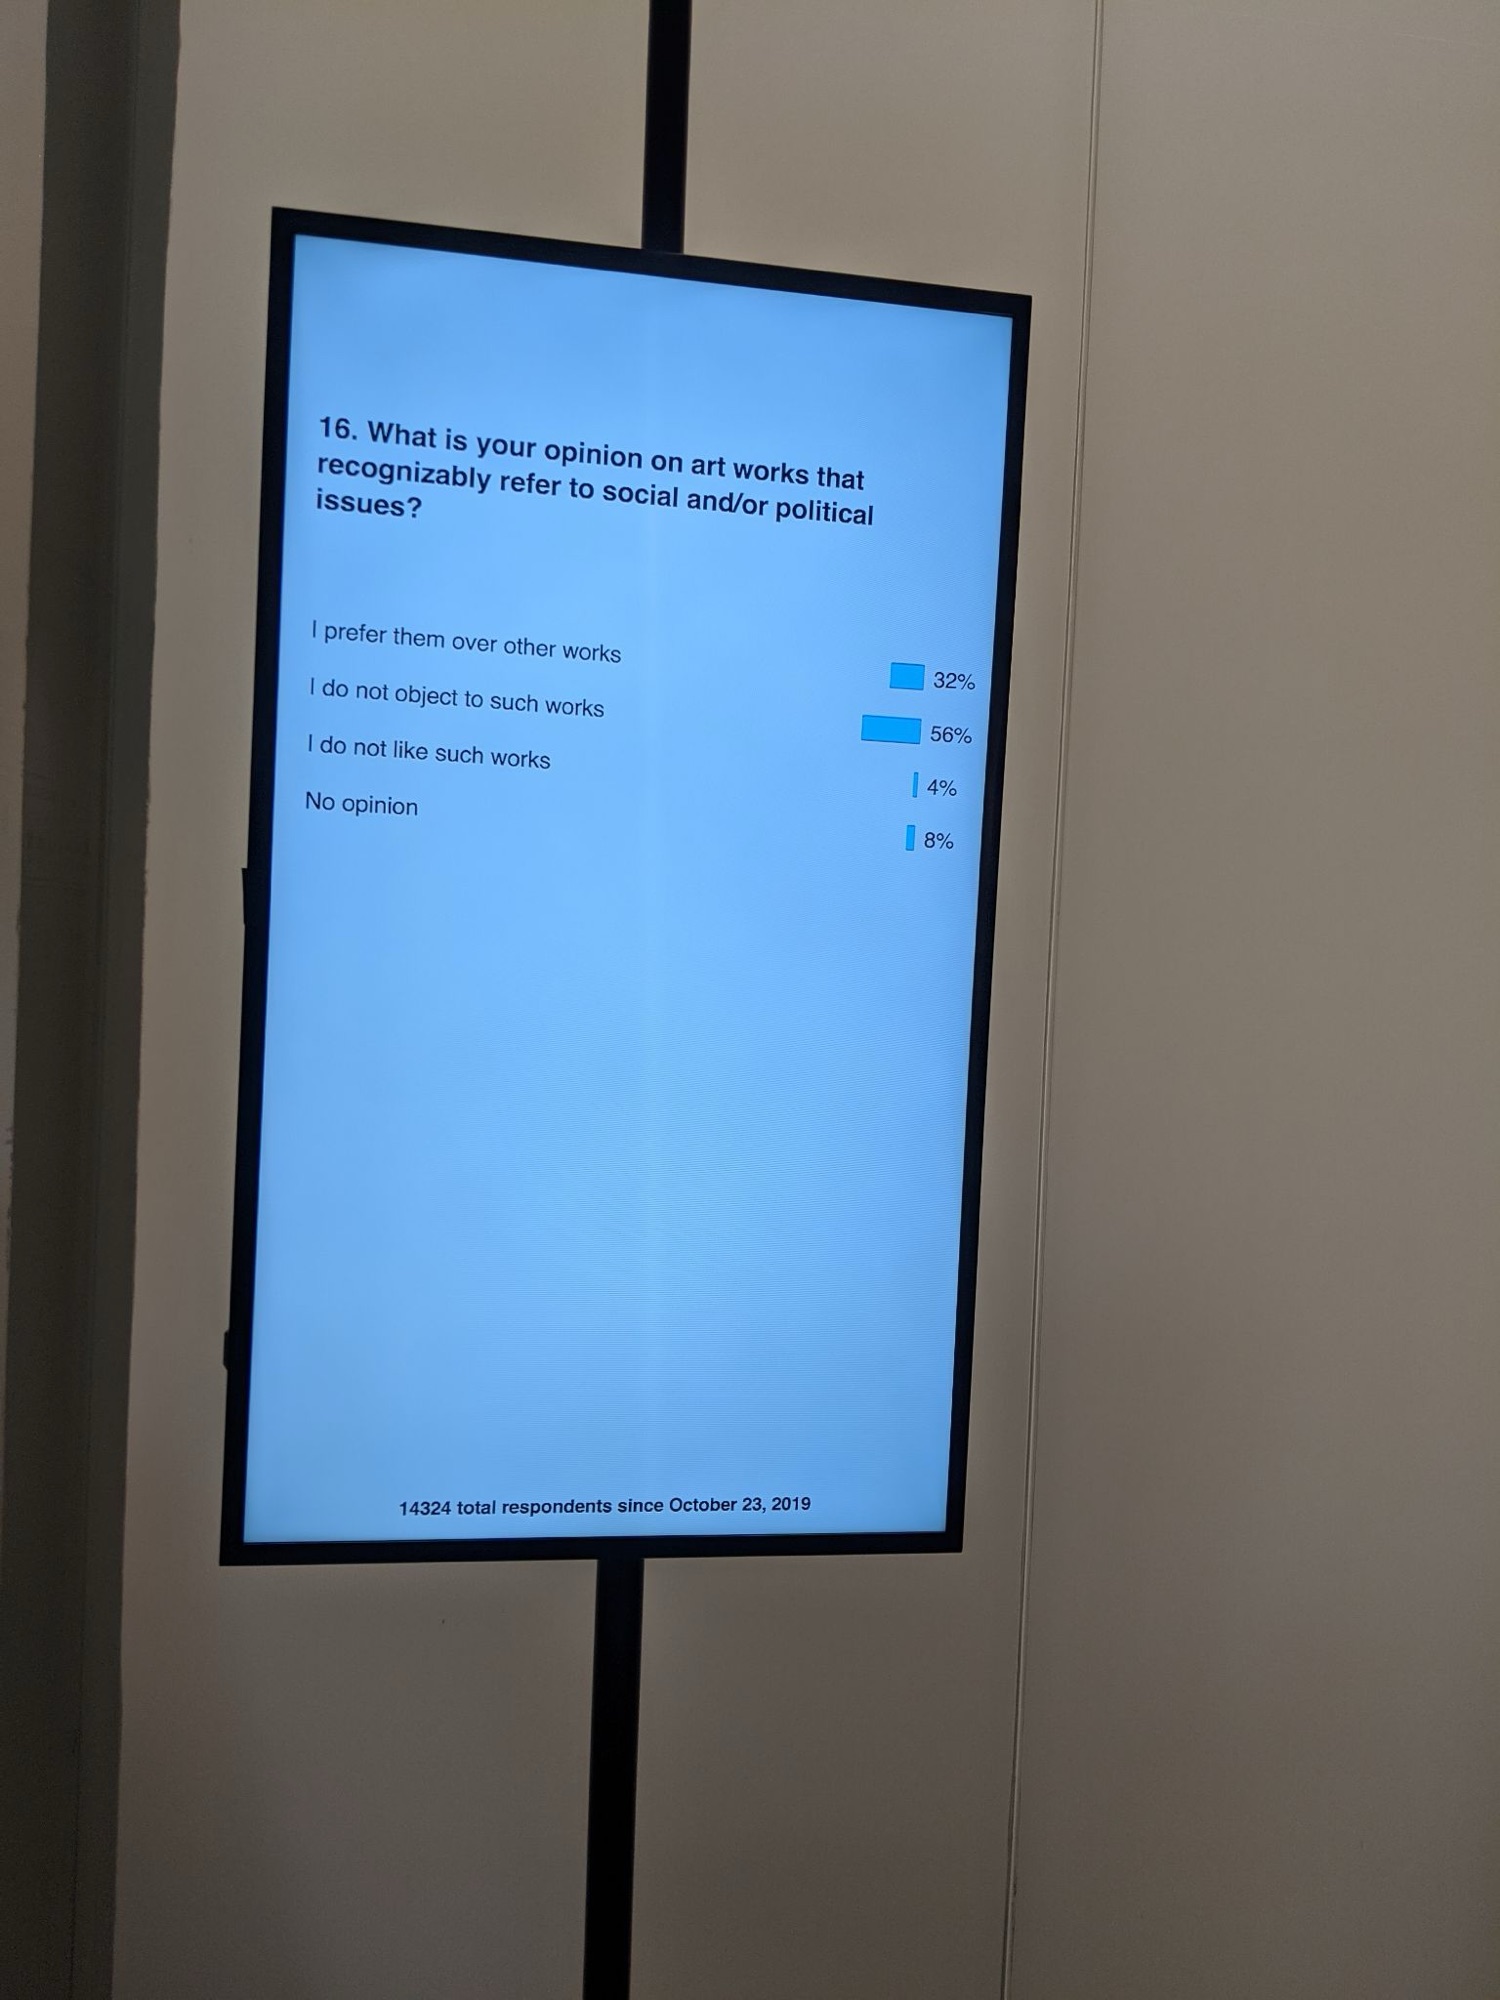 16. What is your opinion on art works that
recognizably refer to social and/or political
issues?
I prefer them over other works 32%
I do not object to such works 56%
I do not like such works 4%
No opinion 8%
14324 total respondents since October 23, 2019